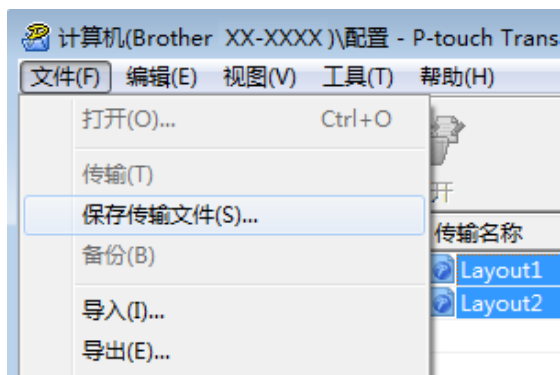 计算机(Brother XX-XXXX)\配置 - P-touch Trans
文件(F) 编辑(E) 视图(V) 工具(T) 帮助(H)
打开(O)... Ctrl+O
传输(T)
开
保存传输文件(S)...
传输名称
备份(B)
Layout1
导入(I)...
Layout2
导出(E)...